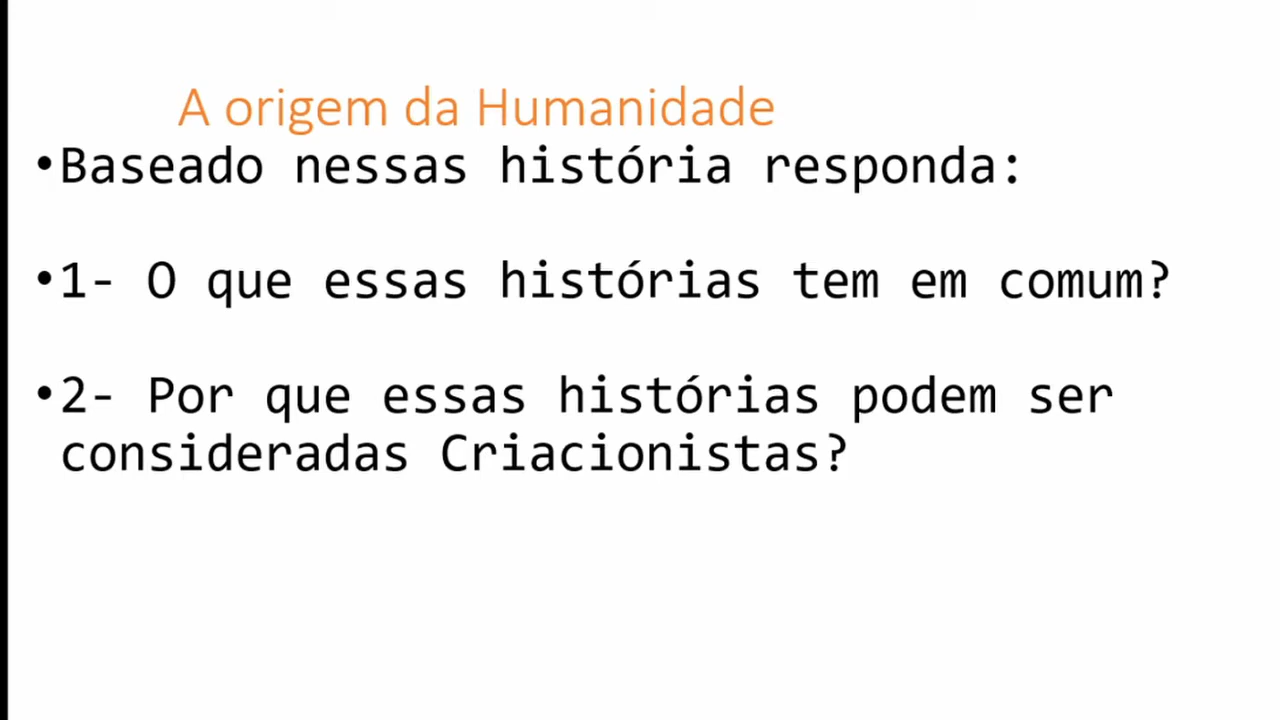 A origem da Humanidade
•Baseado nessas história responda:
•1- O que essas histórias tem em comum?
•2- Por que essas histórias podem ser
consideradas Criacionistas?